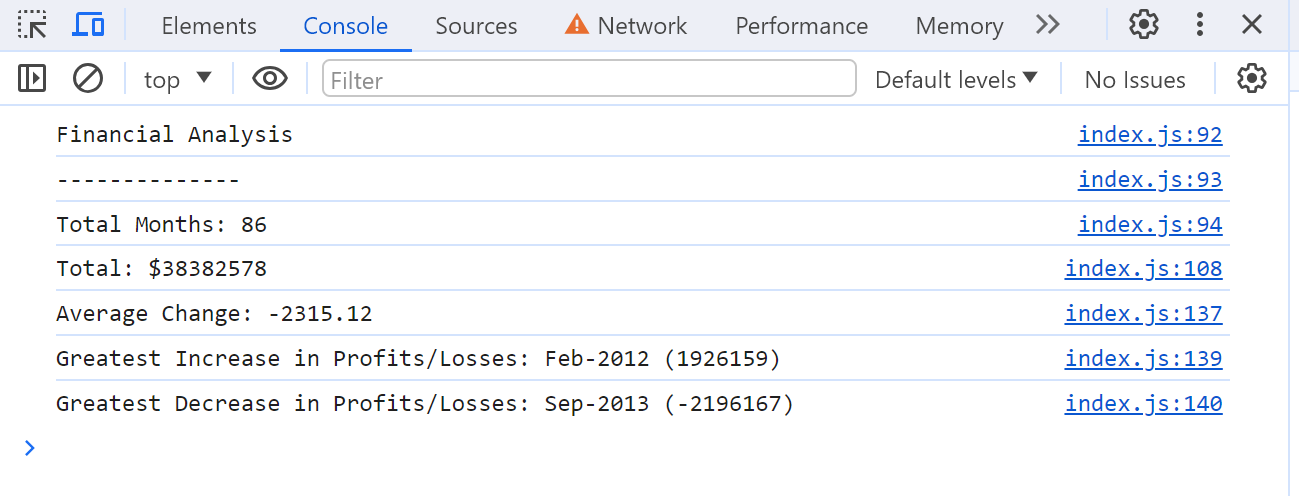 Elements Console Sources Network Performance Memory
top Filter Default levels No Issues
Financial Analysis index.js:92
-------------- index.js:93
Total Months: 86 index.js:94
Total: $38382578 index.js:108
Average Change: -2315.12 index.js:137
Greatest Increase in Profits/Losses: Feb-2012 (1926159) index.js:139
Greatest Decrease in Profits/Losses: Sep-2013 (-2196167) index.js:140